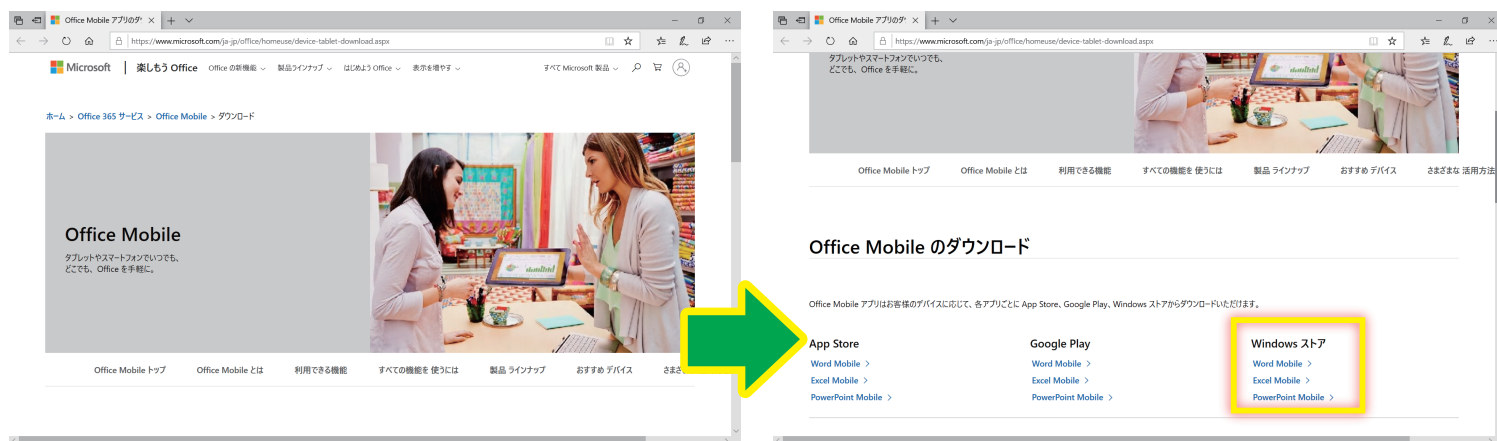 Office Mobile アプリのダ
https://www.microsoft.com/ja-jp/office/homeuse/device-tablet-download.aspx
Microsoft 楽しもう Office Office の新機能 製品ラインナップ はじめよう Office 表示を増やす すべて Microsoft 製品
ホーム > Office 365 サービス > Office Mobile > ダウンロード
Office Mobile
タブレットやスマートフォンでいつでも、
どこでも、Office を手軽に。
Office Mobile トップ Office Mobile とは 利用できる機能 すべての機能を 使うには 製品 ラインナップ おすすめ デバイス
Office Mobile アプリのダ
https://www.microsoft.com/ja-jp/office/homeuse/device-tablet-download.aspx
タブレットやスマートフォンでいつでも、
どこでも、Office を手軽に。
Office Mobile トップ Office Mobile とは 利用できる機能 すべての機能を 使うには 製品 ラインナップ おすすめ デバイス さまざまな 活用方法
Office Mobile のダウンロード
Office Mobile アプリはお客様のデバイスに応じて、各アプリごとに App Store、Google Play、Windows ストアからダウンロードいただけます。
App Store
Word Mobile >
Excel Mobile >
PowerPoint Mobile >
Google Play
Word Mobile >
Excel Mobile >
PowerPoint Mobile >
Windows ストア
Word Mobile >
Excel Mobile >
PowerPoint Mobile >